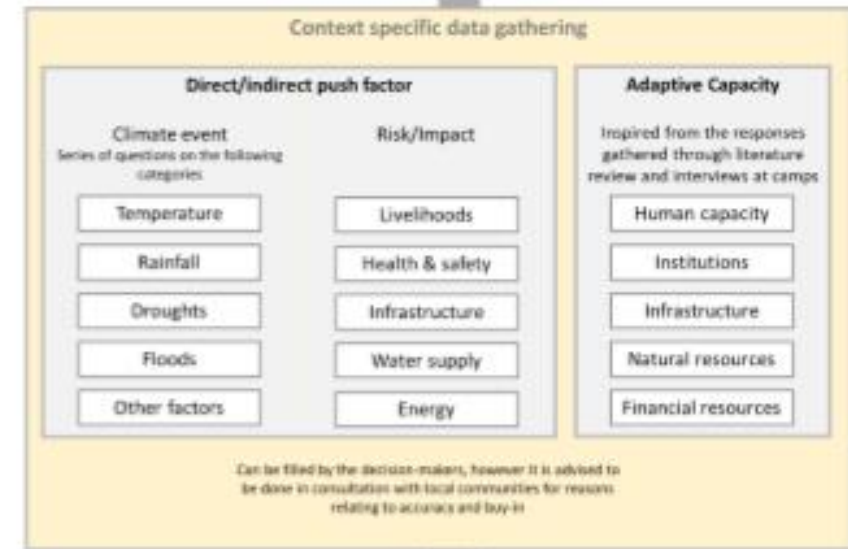 Context specific data gathering
Direct/indirect push factor
Climate event
Series of questions on the following
categories
Temperature
Rainfall
Droughts
Floods
Other factors
Risk/Impact
Livelihoods
Health & safety
Infrastructure
Water supply
Energy
Adaptive Capacity
Inspired from the responses
gathered through literature
review and interviews at camps
Human capacity
Institutions
Infrastructure
Natural resources
Financial resources
Can be filled by the decision-makers, however it is advised to
be done in consultation with local communities for reasons
relating to accuracy and buy-in